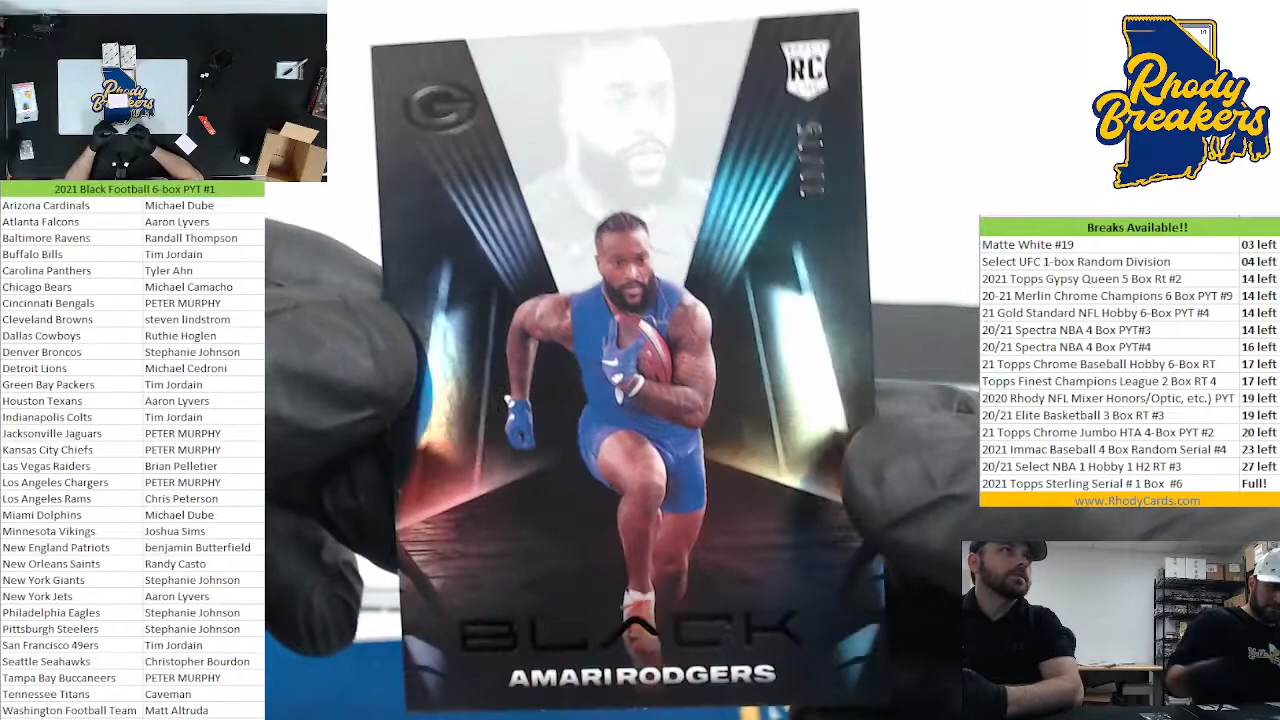 2021 Black Football 6-box PYT #1
Arizona Cardinals Michael Dube
Atlanta Falcons Aaron Lyvers
Baltimore Ravens Randall Thompson
Buffalo Bills Tim Jordain
Carolina Panthers Tyler Ahn
Chicago Bears Michael Camacho
Cincinnati Bengals PETER MURPHY
Cleveland Browns steven lindstrom
Dallas Cowboys Ruthie Hoglen
Denver Broncos Stephanie Johnson
Detroit Lions Michael Cedroni
Green Bay Packers Tim Jordain
Houston Texans Aaron Lyvers
Indianapolis Colts Tim Jordain
Jacksonville Jaguars PETER MURPHY
Kansas City Chiefs PETER MURPHY
Las Vegas Raiders Brian Pelletier
Los Angeles Chargers PETER MURPHY
Los Angeles Rams Chris Peterson
Miami Dolphins Michael Dube
Minnesota Vikings Joshua Sims
New England Patriots benjamin Butterfield
New Orleans Saints Randy Casto
New York Giants Stephanie Johnson
New York Jets Aaron Lyvers
Philadelphia Eagles Stephanie Johnson
Pittsburgh Steelers Stephanie Johnson
San Francisco 49ers Tim Jordain
Seattle Seahawks Christopher Bourdon
Tampa Bay Buccaneers PETER MURPHY
Tennessee Titans Caveman
Washington Football Team Matt Altruda
Rhody
Breakers
G
RC
BLACK
AMARI RODGERS
Rhody
Breakers
Breaks Available!!
Matte White #19 03 left
Select UFC 1-box Random Division 04 left
2021 Topps Gypsy Queen 5 Box Rt #2 14 left
20-21 Merlin Chrome Champions 6 Box PYT #9 14 left
21 Gold Standard NFL Hobby 6-Box PYT #4 14 left
20/21 Spectra NBA 4 Box PYT#3 14 left
20/21 Spectra NBA 4 Box PYT#4 16 left
21 Topps Chrome Baseball Hobby 6-Box RT 17 left
Topps Finest Champions League 2 Box RT 4 17 left
2020 Rhody NFL Mixer Honors/Optic, etc.) PYT 19 left
20/21 Elite Basketball 3 Box RT #3 19 left
21 Topps Chrome Jumbo HTA 4-Box PYT #2 20 left
2021 Immac Baseball 4 Box Random Serial #4 23 left
20/21 Select NBA 1 Hobby 1 H2 RT #3 27 left
2021 Topps Sterling Serial # 1 Box #6 Full!
www.RhodyCards.com